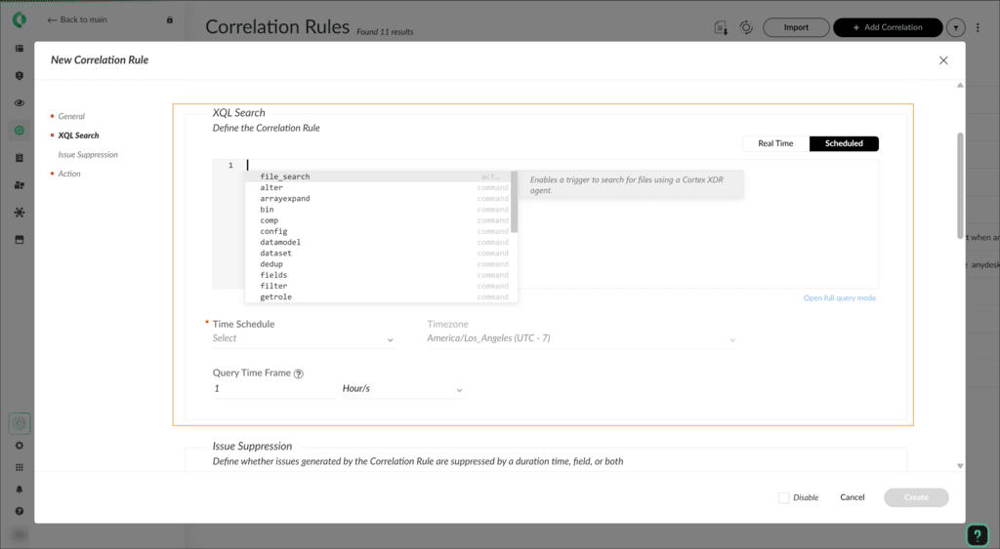 ← Back to main
Correlation Rules Found 11 results
Import
+ Add Correlation
New Correlation Rule
General
XQL Search
Issue Suppression
Action
XQL Search
Define the Correlation Rule
Real Time
Scheduled
1
file_search act...
alter command
arrayexpand command
bin command
comp command
config command
datamodel command
dataset command
dedup command
fields command
filter command
getrole command
Enables a trigger to search for files using a Cortex XDR
agent.
Open full query mode
* Time Schedule
Select
Timezone
America/Los_Angeles (UTC - 7)
Query Time Frame ?
1 Hour/s
Issue Suppression
Define whether issues generated by the Correlation Rule are suppressed by a duration time, field, or both
t when an
anydesk
Disable
Cancel
Create
?